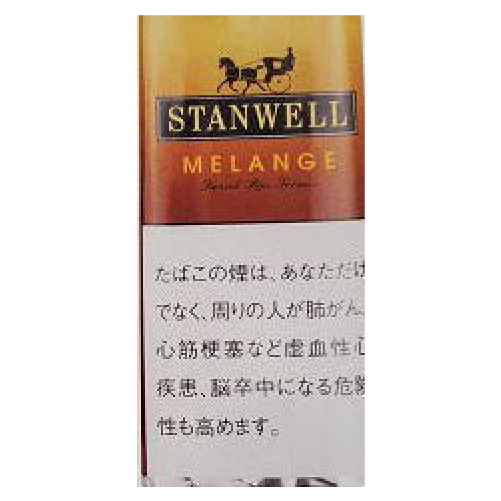 STANWELL
MELANGE
たばこの煙は、あなただけ
でなく、周りの人が肺がん、
心筋梗塞など虚血性心
疾患、脳卒中になる危険
性も高めます。